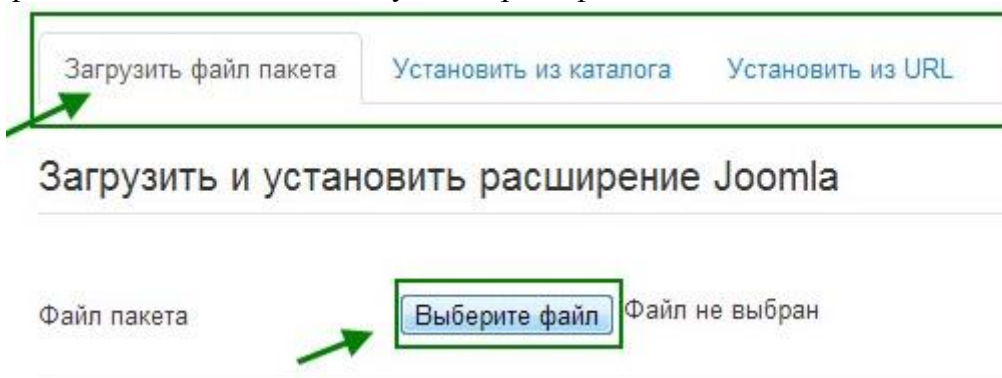 Загрузить файл пакета Установить из каталога Установить из URL
Загрузить и установить расширение Joomla
Файл пакета Выберите файл Файл не выбран